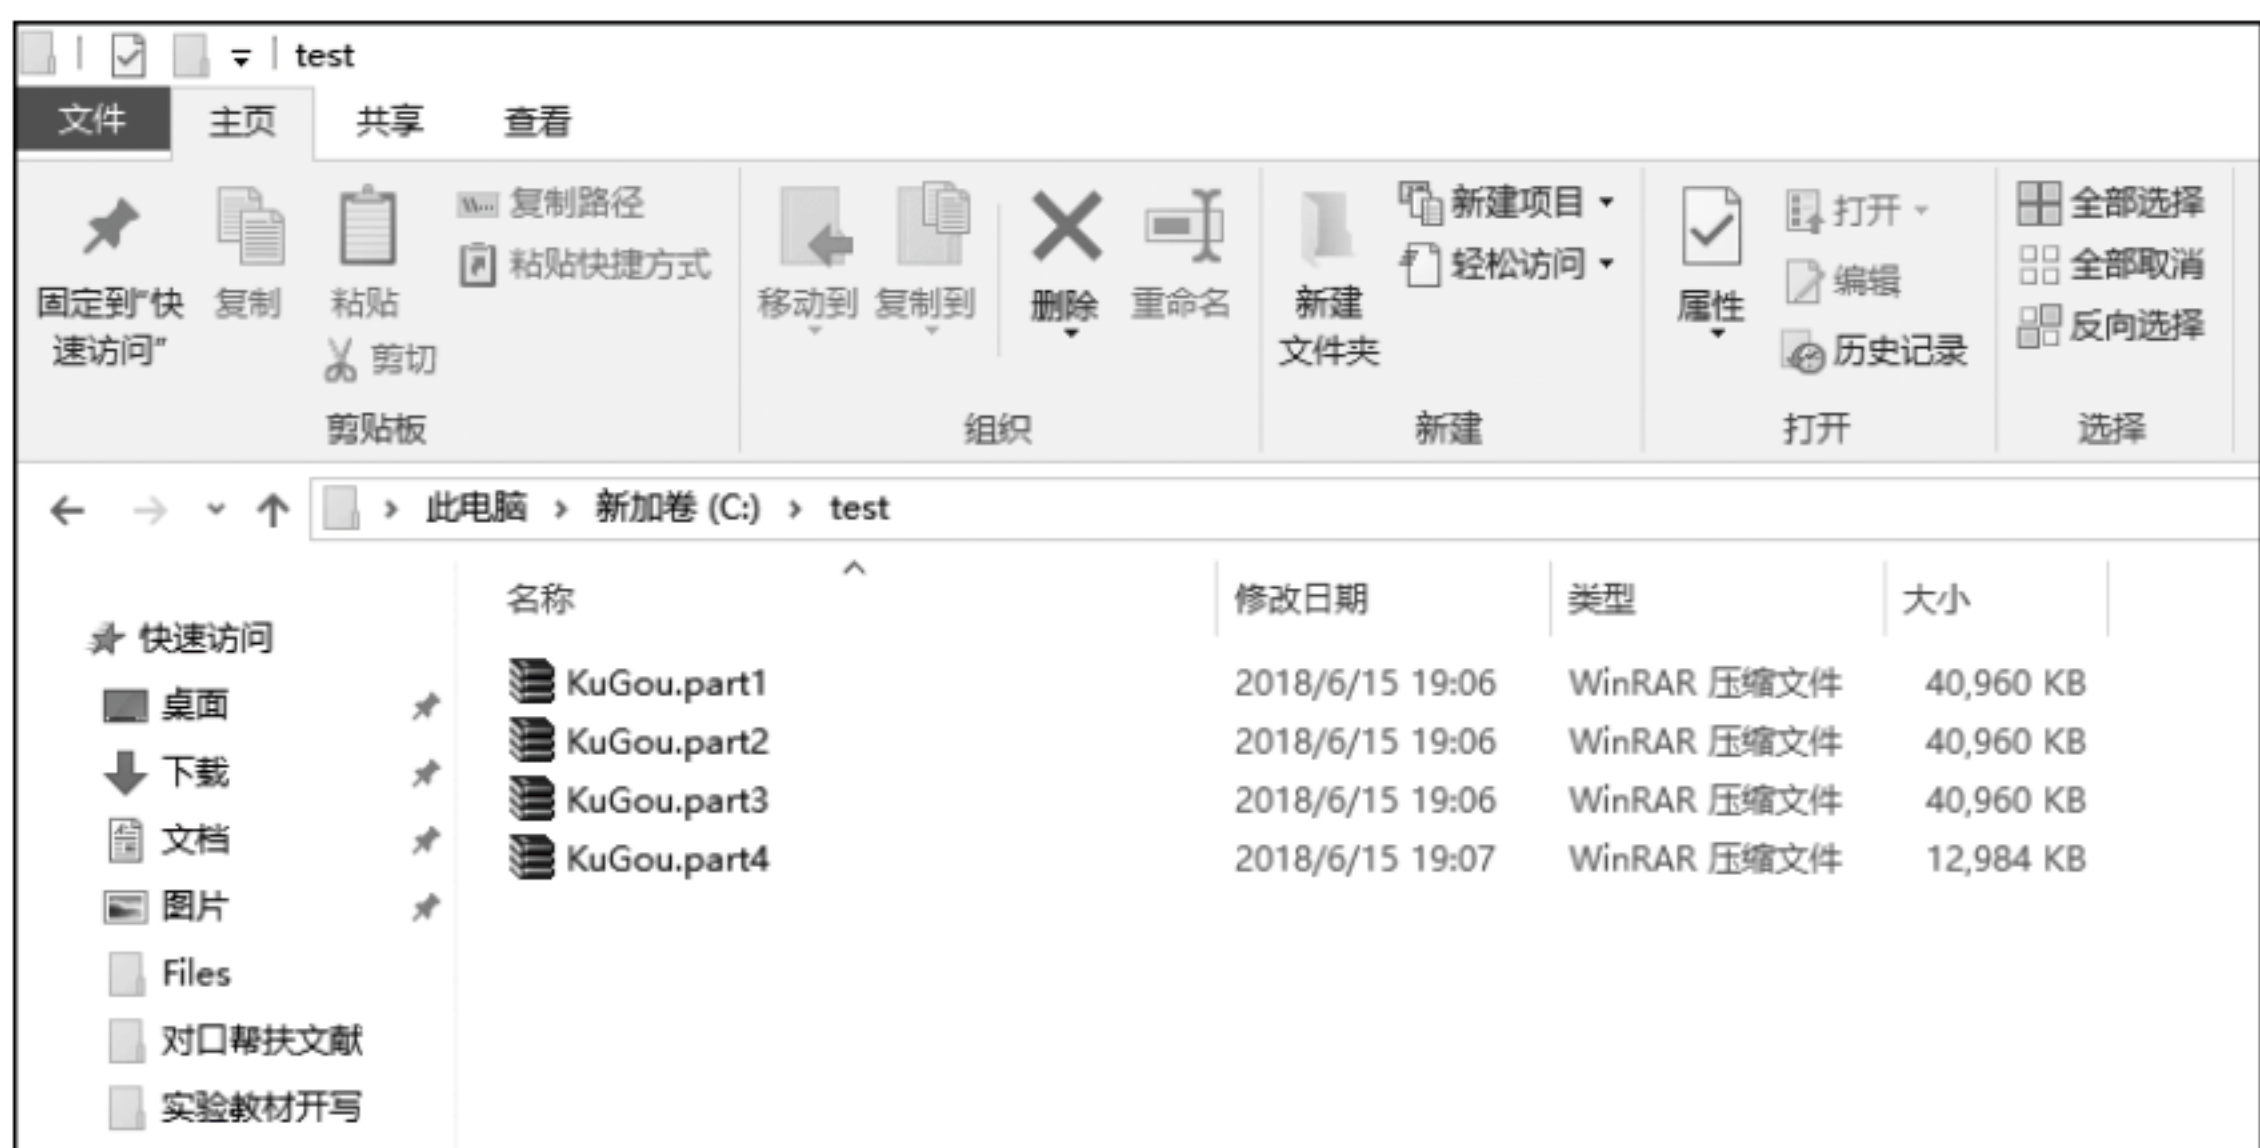 test
文件 主页 共享 查看
固定到“快速访问”
复制
粘贴
剪切
复制路径
粘贴快捷方式
剪贴板
移动到
复制到
删除
重命名
组织
新建
文件夹
新建项目
轻松访问
新建
属性
打开
编辑
历史记录
打开
全部选择
全部取消
反向选择
选择
此电脑 › 新加卷 (C:) › test
名称 修改日期 类型 大小
KuGou.part1 2018/6/15 19:06 WinRAR 压缩文件 40,960 KB
KuGou.part2 2018/6/15 19:06 WinRAR 压缩文件 40,960 KB
KuGou.part3 2018/6/15 19:06 WinRAR 压缩文件 40,960 KB
KuGou.part4 2018/6/15 19:07 WinRAR 压缩文件 12,984 KB
快速访问
桌面
下载
文档
图片
Files
对口帮扶文献
实验教材开写